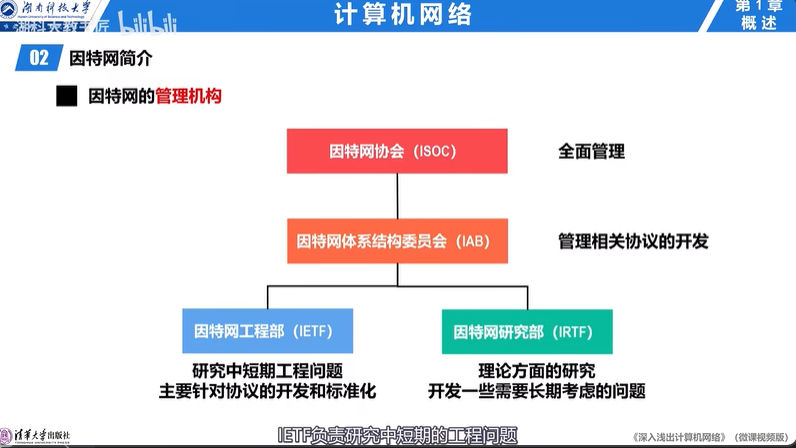 湖南科技大学
Hunan University of Science and Technology
湖科大教书匠 bilibili
计算机网络
第1章
概述
02 因特网简介
因特网的管理机构
因特网协会（ISOC） 全面管理
因特网体系结构委员会（IAB） 管理相关协议的开发
因特网工程部（IETF） 因特网研究部（IRTF）
研究中短期工程问题 理论方面的研究
主要针对协议的开发和标准化 开发一些需要长期考虑的问题
IETF负责研究中短期的工程问题
清华大学出版社 《深入浅出计算机网络》（微课视频版）